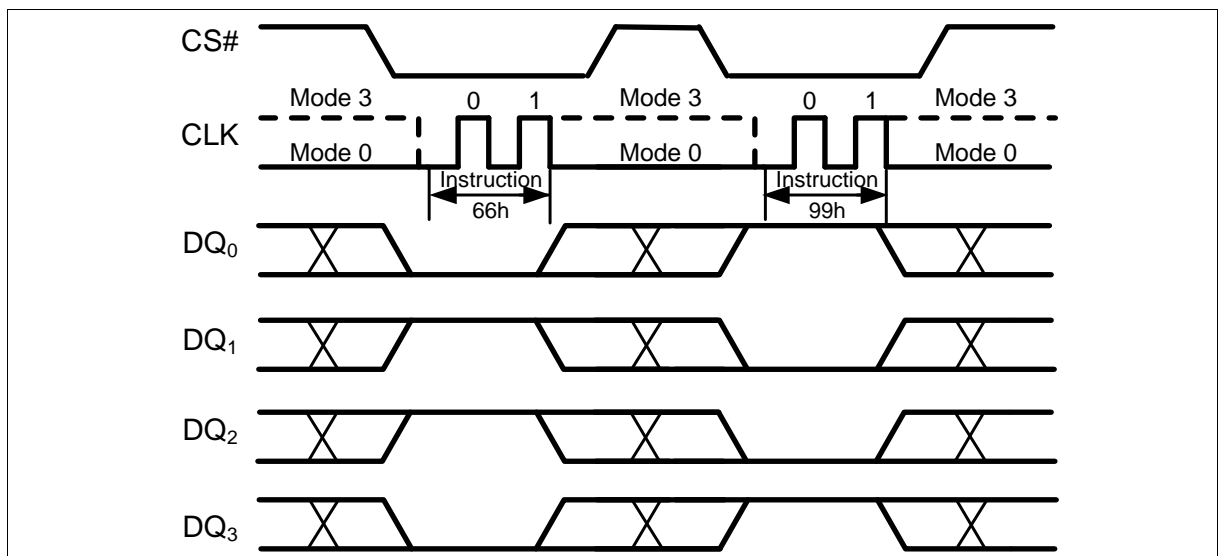 CS#
Mode 3 0 1 Mode 3 0 1 Mode 3
CLK
Mode 0 Mode 0 Mode 0
Instruction Instruction
66h 99h
DQ0
DQ1
DQ2
DQ3